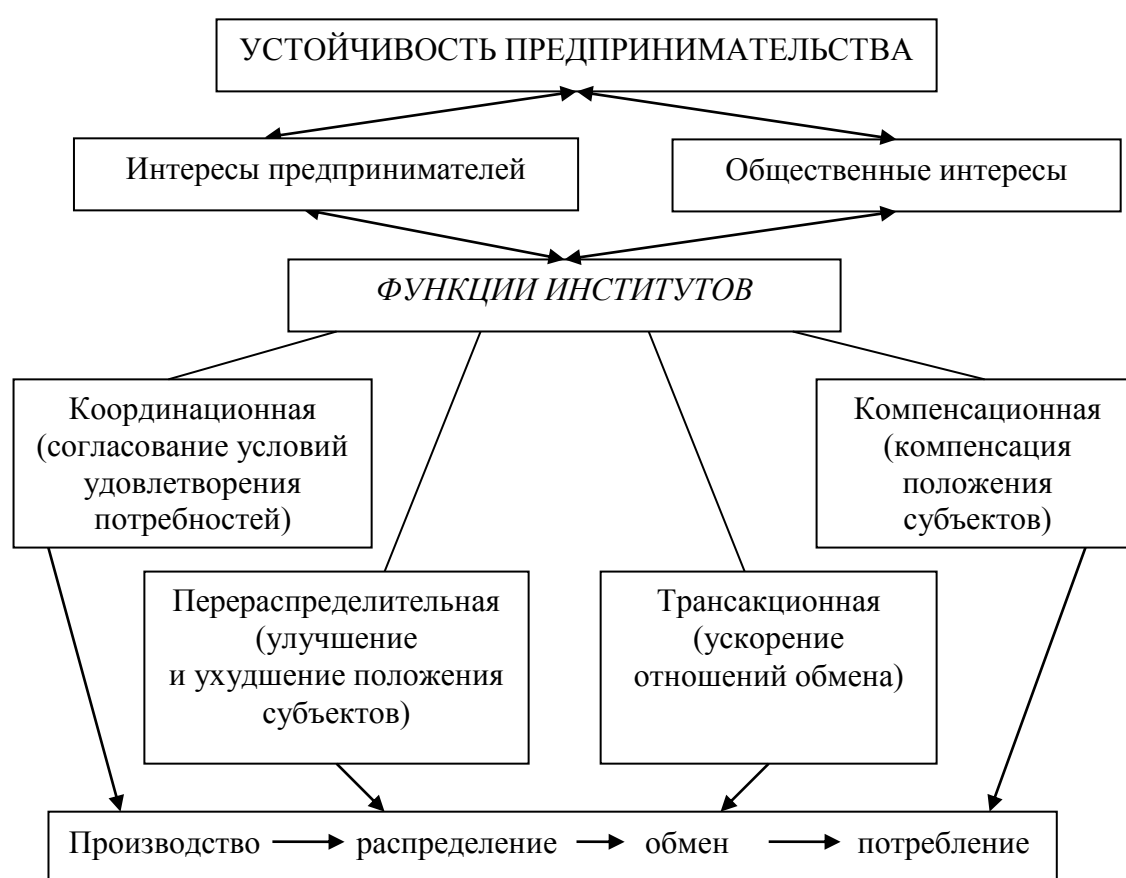 УСТОЙЧИВОСТЬ ПРЕДПРИНИМАТЕЛЬСТВА
Интересы предпринимателей
Общественные интересы
ФУНКЦИИ ИНСТИТУТОВ
Координационная
(согласование условий
удовлетворения
потребностей)
Компенсационная
(компенсация
положения
субъектов)
Перераспределительная
(улучшение
и ухудшение положения
субъектов)
Трансакционная
(ускорение
отношений обмена)
Производство распределение обмен потребление